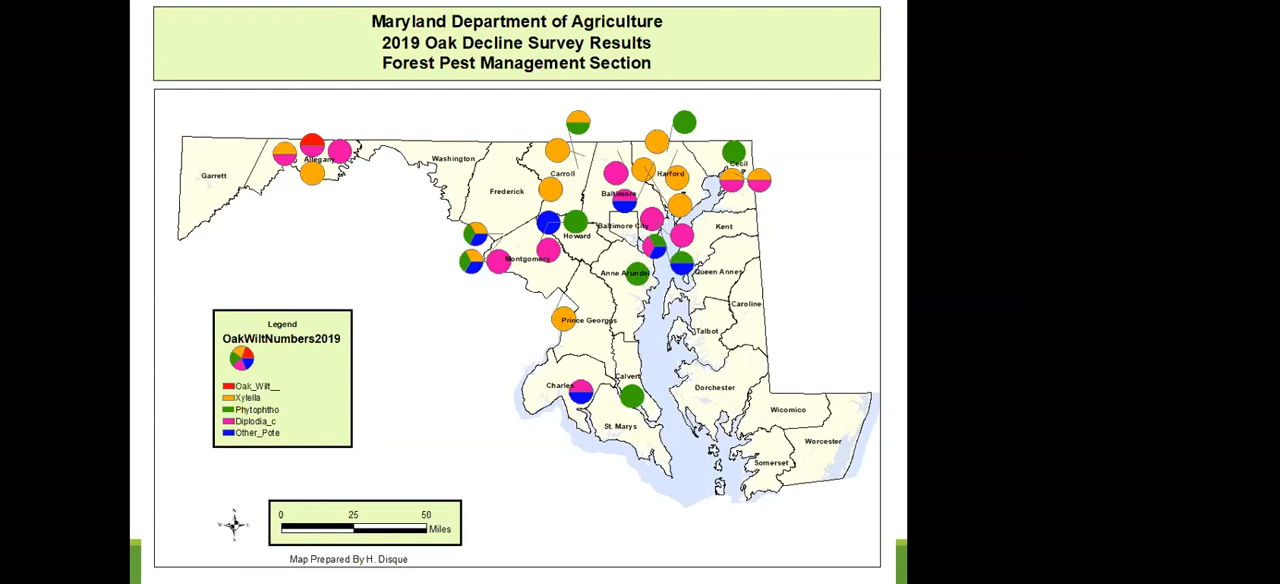 Maryland Department of Agriculture
2019 Oak Decline Survey Results
Forest Pest Management Section
Garrett
Allegany
Washington
Frederick
Carroll
Baltimore
Harford
Cecil
Baltimore City
Howard
Kent
Montgomery
Anne Arundel
Queen Annes
Caroline
Prince Georges
Talbot
Charles
Calvert
Dorchester
St. Marys
Wicomico
Worcester
Somerset
Legend
OakWiltNumbers2019
Oak_Wilt__
Xylella
Phytophtho
Diplodia_c
Other_Pote
0 25 50
Miles
Map Prepared By H. Disque